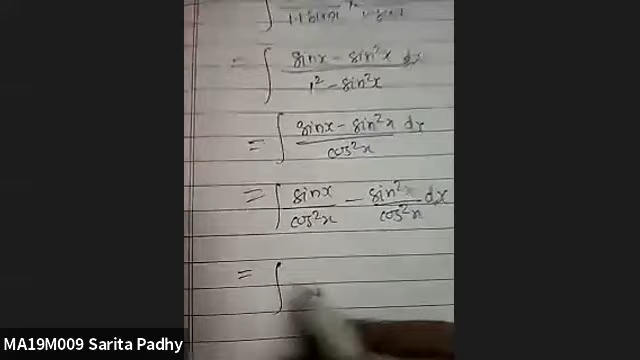 = ∫ sinx - sin²x / 1² - sin²x dx
= ∫ sinx - sin²x / cos²x dx
= ∫ sinx / cos²x - sin²x / cos²x dx
= ∫
MA19M009 Sarita Padhy